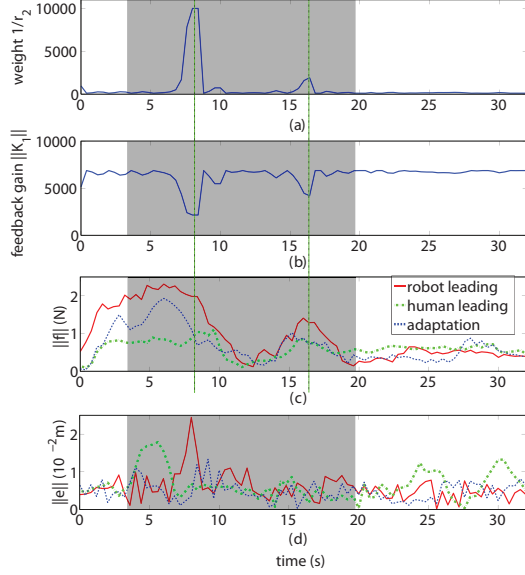 weight 1/r2
10000
5000
0
0 5 10 15 20 25 30
(a)
feedback gain ||K1||
10000
5000
0
0 5 10 15 20 25 30
(b)
||f|| (N)
2
1
0
0 5 10 15 20 25 30
robot leading
human leading
adaptation
(c)
||e|| (10⁻² m)
2
1
0
0 5 10 15 20 25 30
(d)
time (s)